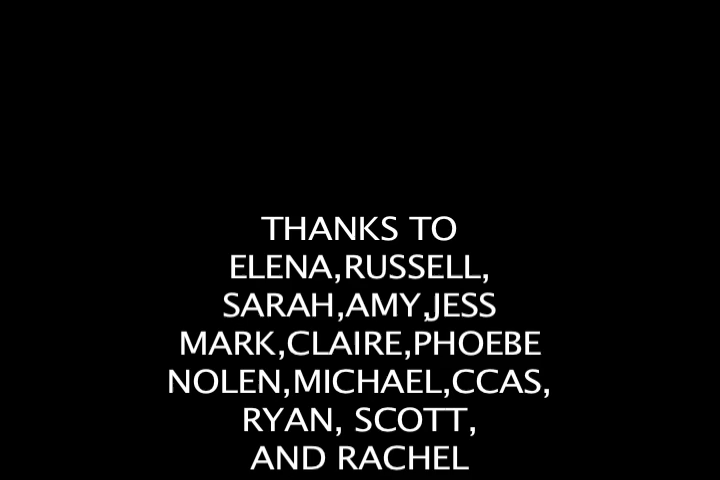 THANKS TO
ELENA,RUSSELL,
SARAH,AMY,JESS
MARK,CLAIRE,PHOEBE
NOLEN,MICHAEL,CCAS,
RYAN, SCOTT,
AND RACHEL